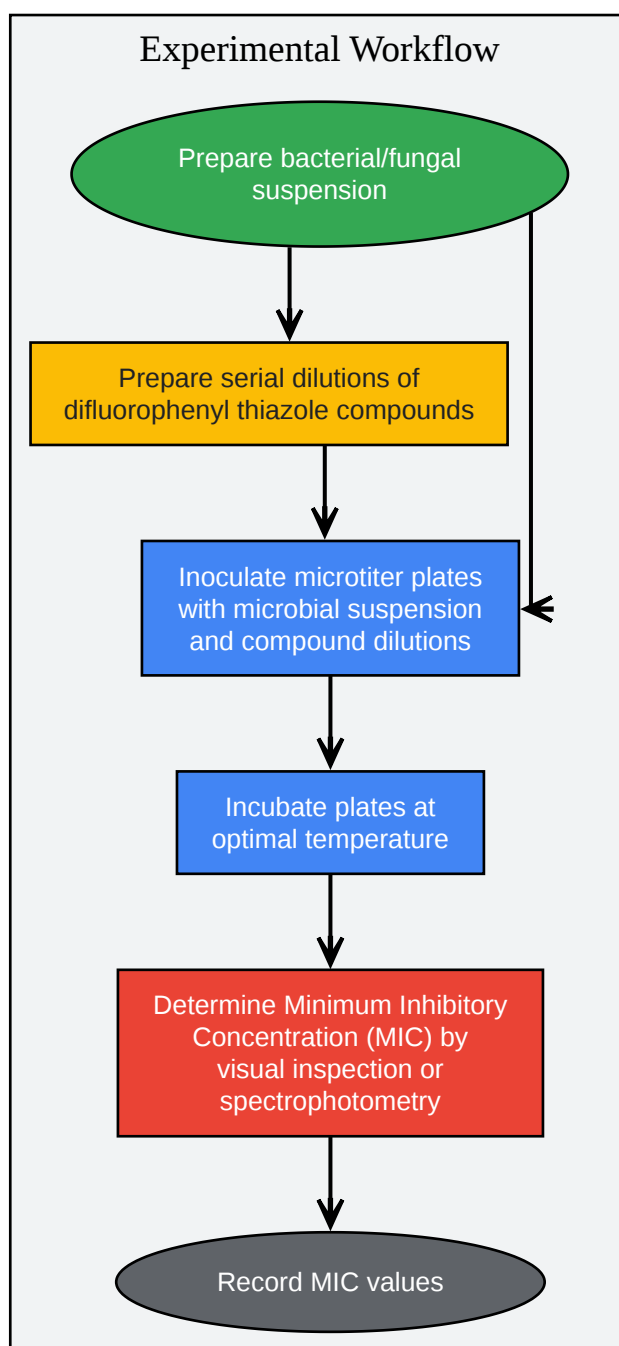 Experimental Workflow
Prepare bacterial/fungal
suspension
Prepare serial dilutions of
difluorophenyl thiazole compounds
Inoculate microtiter plates
with microbial suspension
and compound dilutions
Incubate plates at
optimal temperature
Determine Minimum Inhibitory
Concentration (MIC) by
visual inspection or
spectrophotometry
Record MIC values